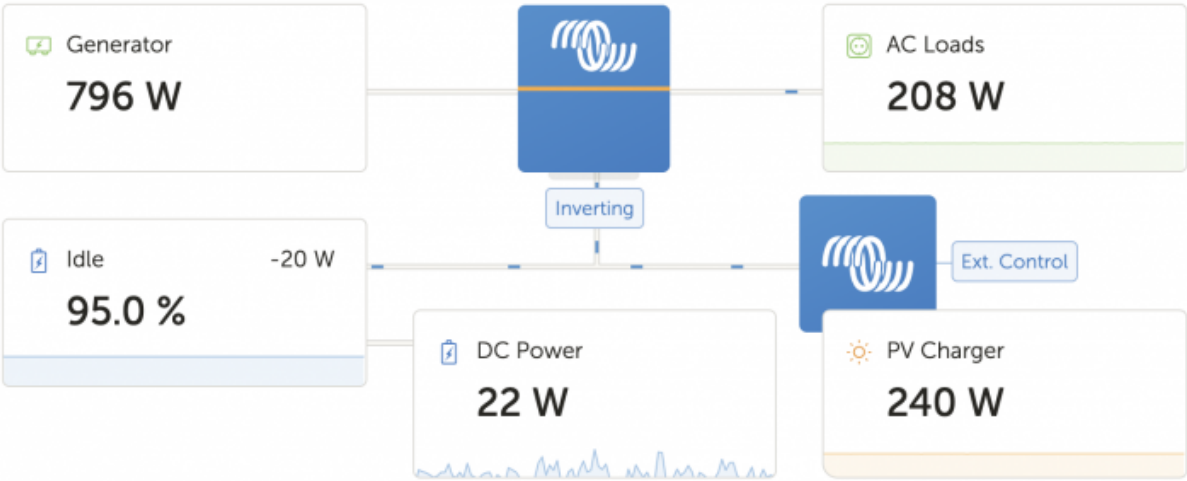 Generator
796 W
AC Loads
208 W
Inverting
Idle
-20 W
95.0 %
Ext. Control
DC Power
22 W
PV Charger
240 W